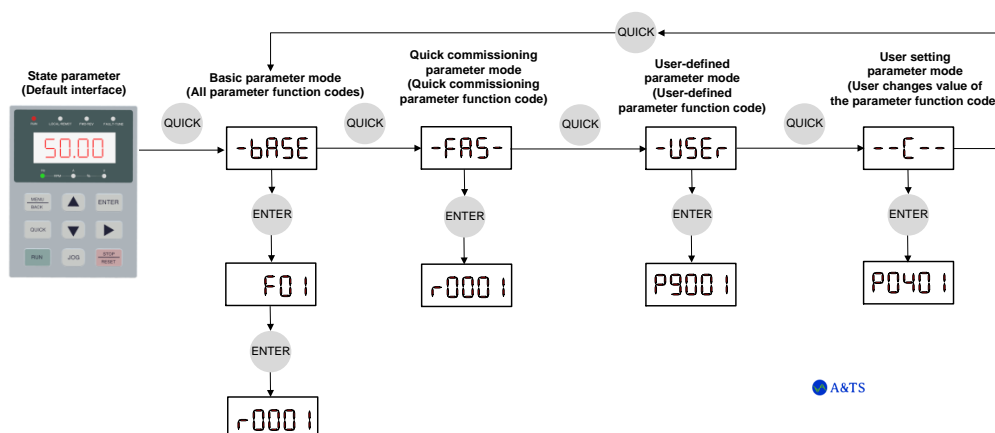 QUICK
State parameter
(Default interface)
Basic parameter mode
(All parameter function codes)
Quick commissioning
parameter mode
(Quick commissioning
parameter function code)
User-defined
parameter mode
(User-defined
parameter function code)
User setting
parameter mode
(User changes value of
the parameter function code
QUICK
QUICK
QUICK
QUICK
50.00
-bASE
-FAS-
-USEr
--C--
MENU
BACK
ENTER
QUICK
RUN
JOG
STOP
RESET
ENTER
ENTER
ENTER
ENTER
F01
r0001
P9001
P0401
ENTER
r0001
A&TS